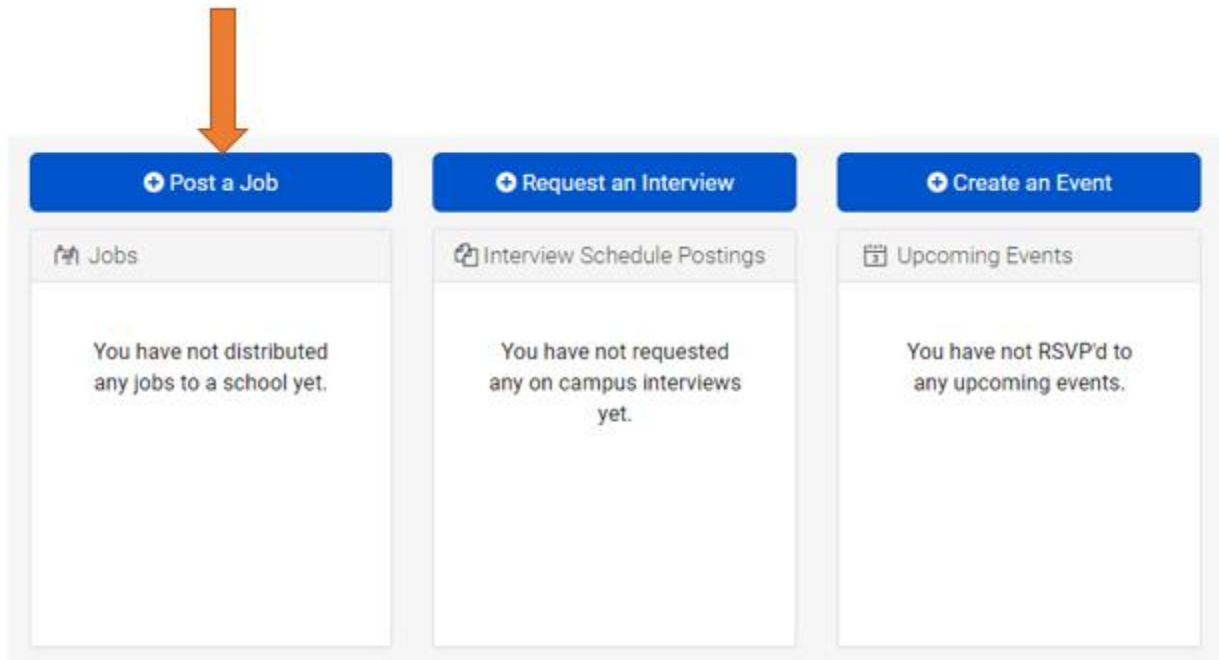 Post a Job
Request an Interview
Create an Event
Jobs
Interview Schedule Postings
3
Upcoming Events
You have not distributed
any jobs to a school yet.
You have not requested
any on campus interviews
yet.
You have not RSVP'd to
any upcoming events.